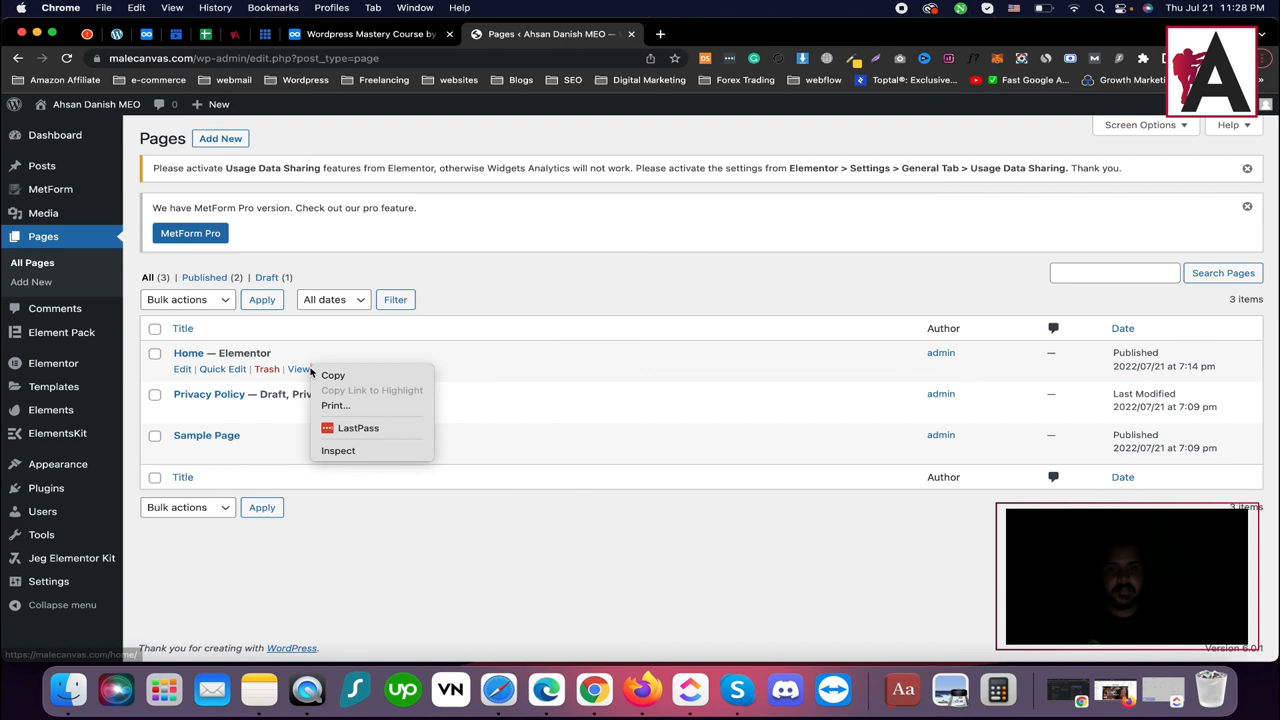 Chrome File Edit View History Bookmarks Profiles Tab Window Help Thu Jul 21 11:28 PM
Wordpress Mastery Course by Pages ‹ Ahsan Danish MEO —
malecanvas.com/wp-admin/edit.php?post_type=page
Amazon Affiliate e-commerce webmail Wordpress Freelancing websites Blogs SEO Digital Marketing Forex Trading webflow Toptal®: Exclusive... Fast Google A... Growth Market
A
Ahsan Danish MEO 0 New
Dashboard
Posts
MetForm
Media
Pages
All Pages
Add New
Comments
Element Pack
Elementor
Templates
Elements
ElementsKit
Appearance
Plugins
Users
Tools
Jeg Elementor Kit
Settings
Collapse menu
Screen Options Help
Pages Add New
Please activate Usage Data Sharing features from Elementor, otherwise Widgets Analytics will not work. Please activate the settings from Elementor > Settings > General Tab > Usage Data Sharing. Thank you.
We have MetForm Pro version. Check out our pro feature.
MetForm Pro
All (3) | Published (2) | Draft (1)
Search Pages
Bulk actions Apply All dates Filter
3 items
Title Author Date
Home — Elementor admin — Published
Edit | Quick Edit | Trash | View 2022/07/21 at 7:14 pm
Privacy Policy — Draft, Priv admin — Last Modified
2022/07/21 at 7:09 pm
Sample Page admin — Published
2022/07/21 at 7:09 pm
Copy
Copy Link to Highlight
Print...
LastPass
Inspect
Title Author Date
Bulk actions Apply
3 items
Thank you for creating with WordPress.
Version 6.0.1
https://malecanvas.com/home/
up VN Aa